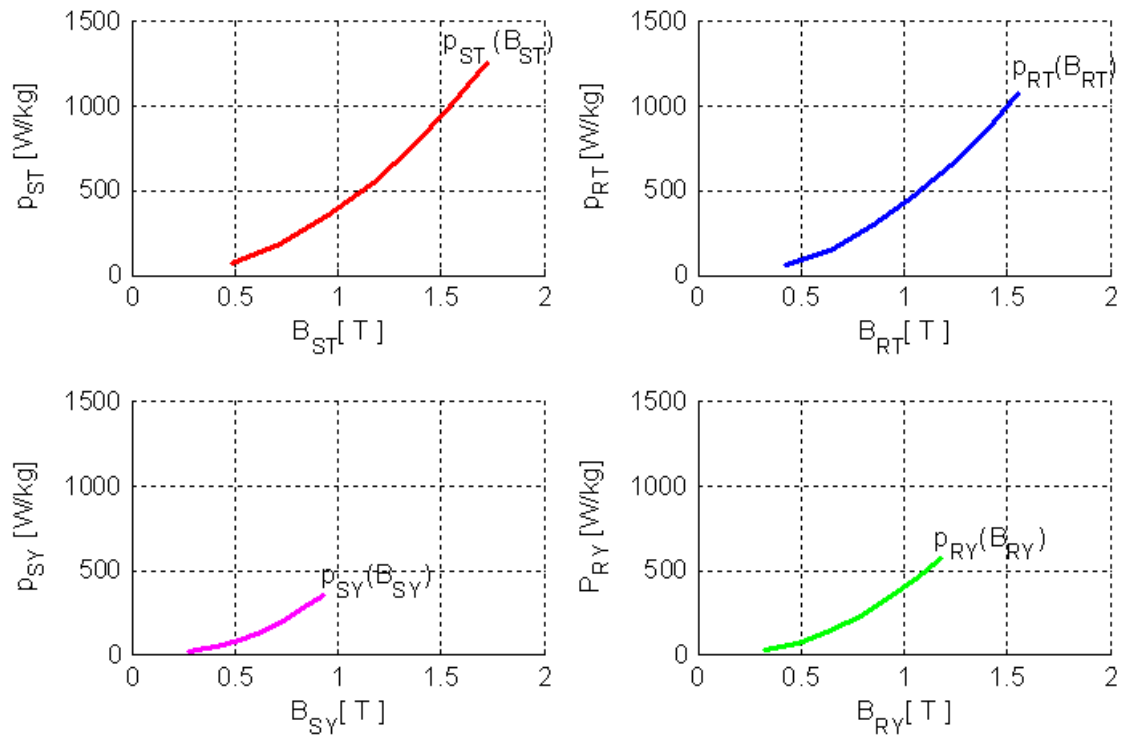 1500
1000
500
0
p_ST [W/kg]
p_ST (B_ST)
0 0.5 1 1.5 2
B_ST[ T ]
1500
1000
500
0
p_RT [W/kg]
p_RT(B_RT)
0 0.5 1 1.5 2
B_RT[ T ]
1500
1000
500
0
p_SY [W/kg]
p_SY(B_SY)
0 0.5 1 1.5 2
B_SY[ T ]
1500
1000
500
0
P_RY [W/kg]
p_RY(B_RY)
0 0.5 1 1.5 2
B_RY[ T ]